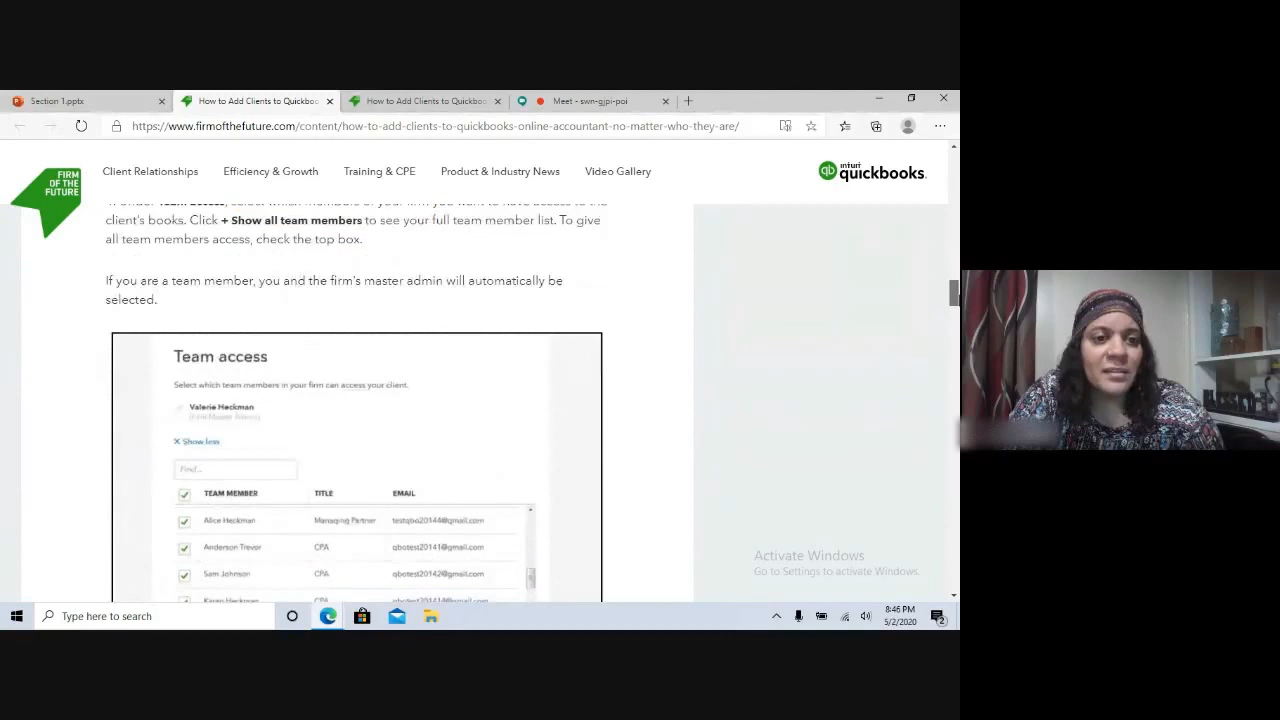 Section 1.pptx
How to Add Clients to Quickboo
How to Add Clients to Quickboo
Meet - swn-gjpi-poi
https://www.firmofthefuture.com/content/how-to-add-clients-to-quickbooks-online-accountant-no-matter-who-they-are/
FIRM
OF THE
FUTURE
Client Relationships
Efficiency & Growth
Training & CPE
Product & Industry News
Video Gallery
intuit
quickbooks.
client's books. Click + Show all team members to see your full team member list. To give
all team members access, check the top box.
If you are a team member, you and the firm's master admin will automatically be
selected.
Team access
Select which team members in your firm can access your client.
Valerie Heckman
Show less
Find...
TEAM MEMBER TITLE EMAIL
Alice Heckman Managing Partner testqbo20144@gmail.com
Anderson Trevor CPA qbotest20141@gmail.com
Sam Johnson CPA qbotest20142@gmail.com
Activate Windows
Go to Settings to activate Windows.
Type here to search
8:46 PM
5/2/2020
2